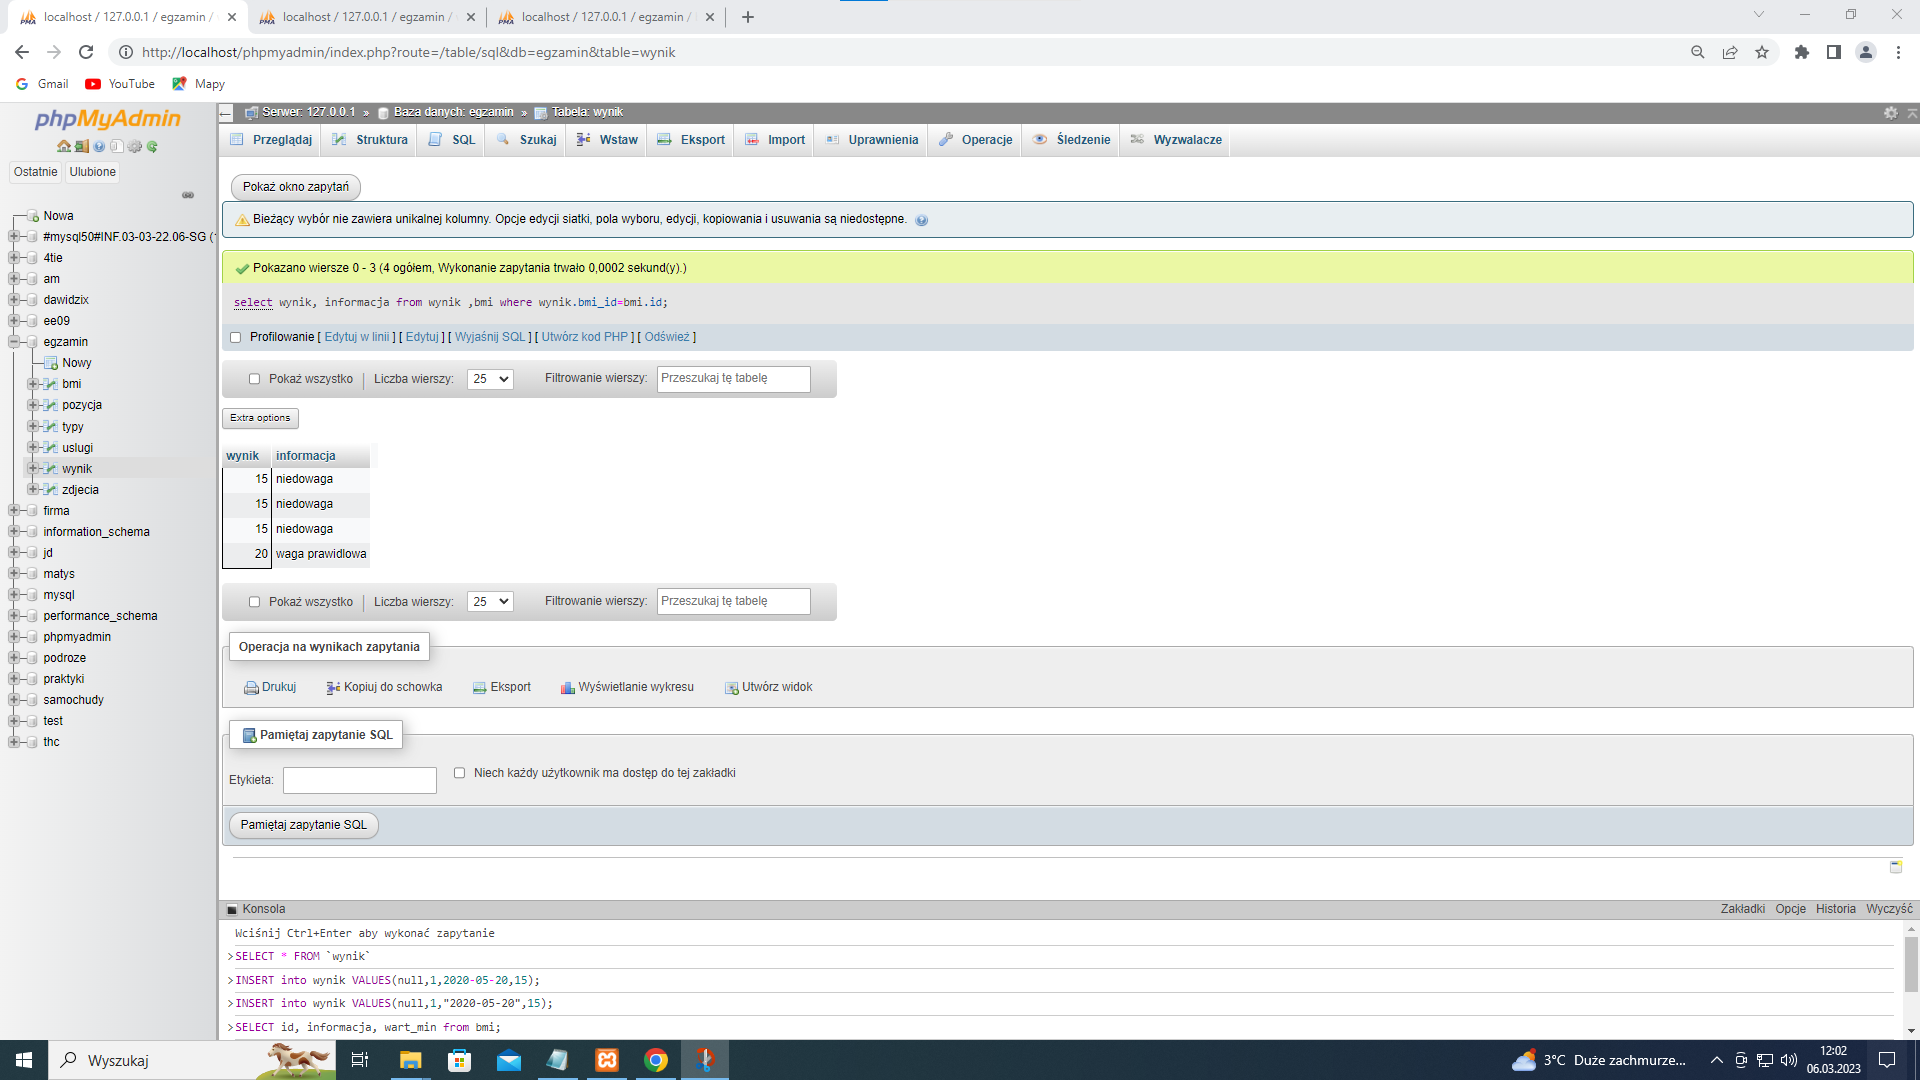 localhost / 127.0.0.1 / egzamin /
localhost / 127.0.0.1 / egzamin /
localhost / 127.0.0.1 / egzamin /
http://localhost/phpmyadmin/index.php?route=/table/sql&db=egzamin&table=wynik
Gmail YouTube Mapy
phpMyAdmin
Ostatnie Ulubione
Nowa
#mysql50#INF.03-03-22.06-SG (
4tie
am
dawidzix
ee09
egzamin
Nowy
bmi
pozycja
typy
uslugi
wynik
zdjecia
firma
information_schema
jd
matys
mysql
performance_schema
phpmyadmin
podroze
praktyki
samochudy
test
thc
Serwer: 127.0.0.1 » Baza danych: egzamin » Tabela: wynik
Przeglądaj Struktura SQL Szukaj Wstaw Eksport Import Uprawnienia Operacje Śledzenie Wyzwalacze
Pokaż okno zapytań
Bieżący wybór nie zawiera unikalnej kolumny. Opcje edycji siatki, pola wyboru, edycji, kopiowania i usuwania są niedostępne.
Pokazano wiersze 0 - 3 (4 ogółem, Wykonanie zapytania trwało 0,0002 sekund(y).)
select wynik, informacja from wynik ,bmi where wynik.bmi_id=bmi.id;
Profilowanie [ Edytuj w linii ] [ Edytuj ] [ Wyjaśnij SQL ] [ Utwórz kod PHP ] [ Odśwież ]
Pokaż wszystko Liczba wierszy: 25 Filtrowanie wierszy: Przeszukaj tę tabelę
Extra options
wynik informacja
15 niedowaga
15 niedowaga
15 niedowaga
20 waga prawidlowa
Pokaż wszystko Liczba wierszy: 25 Filtrowanie wierszy: Przeszukaj tę tabelę
Operacja na wynikach zapytania
Drukuj Kopiuj do schowka Eksport Wyświetlanie wykresu Utwórz widok
Pamiętaj zapytanie SQL
Etykieta: Niech każdy użytkownik ma dostęp do tej zakładki
Pamiętaj zapytanie SQL
Konsola Zakładki Opcje Historia Wyczyść
Wciśnij Ctrl+Enter aby wykonać zapytanie
>SELECT * FROM `wynik`
>INSERT into wynik VALUES(null,1,2020-05-20,15);
>INSERT into wynik VALUES(null,1,"2020-05-20",15);
>SELECT id, informacja, wart_min from bmi;
Wyszukaj
3°C Duże zachmurze...
12:02
06.03.2023